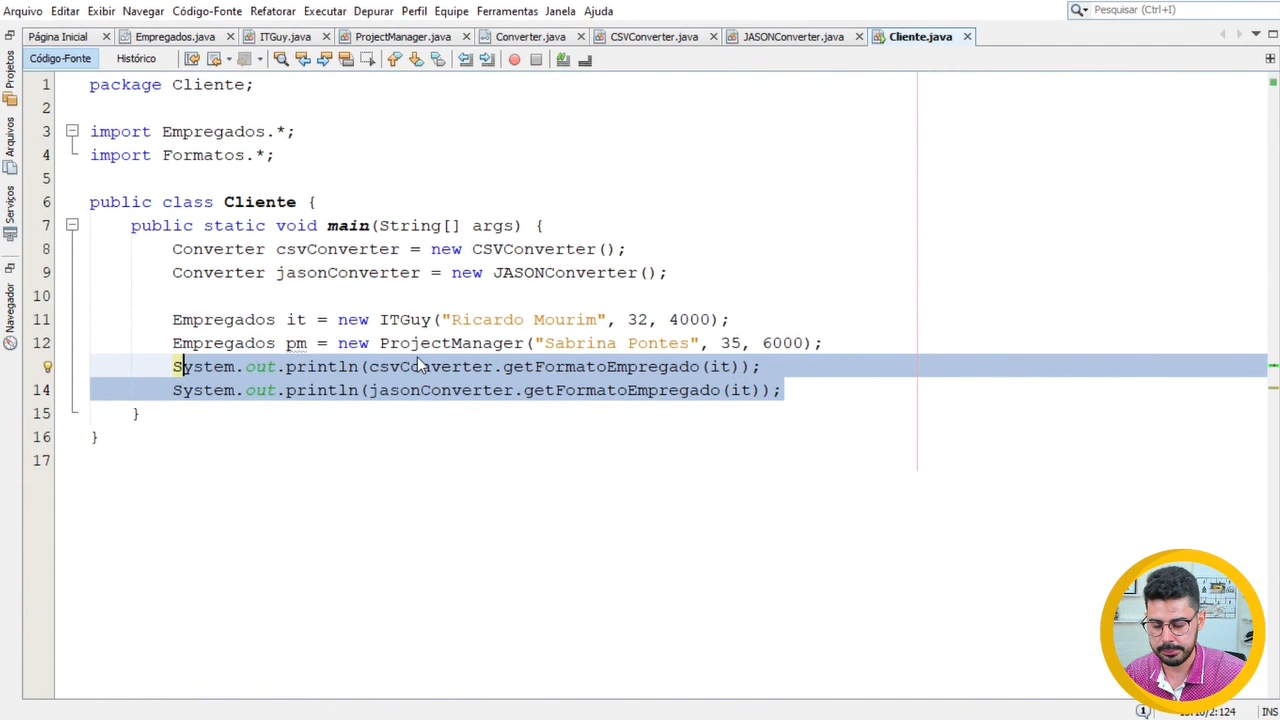 Arquivo Editar Exibir Navegar Código-Fonte Refatorar Executar Depurar Perfil Equipe Ferramentas Janela Ajuda
Pesquisar (Ctrl+I)
Página Inicial Empregados.java ITGuy.java ProjectManager.java Converter.java CSVConverter.java JASONConverter.java Cliente.java
Código-Fonte Histórico
Projetos
Arquivos
Serviços
Navegador
1 package Cliente;
2
3 import Empregados.*;
4 import Formatos.*;
5
6 public class Cliente {
7 public static void main(String[] args) {
8 Converter csvConverter = new CSVConverter();
9 Converter jasonConverter = new JASONConverter();
10
11 Empregados it = new ITGuy("Ricardo Mourim", 32, 4000);
12 Empregados pm = new ProjectManager("Sabrina Pontes", 35, 6000);
System.out.println(csvConverter.getFormatoEmpregado(it));
14 System.out.println(jasonConverter.getFormatoEmpregado(it));
15 }
16 }
17
INS